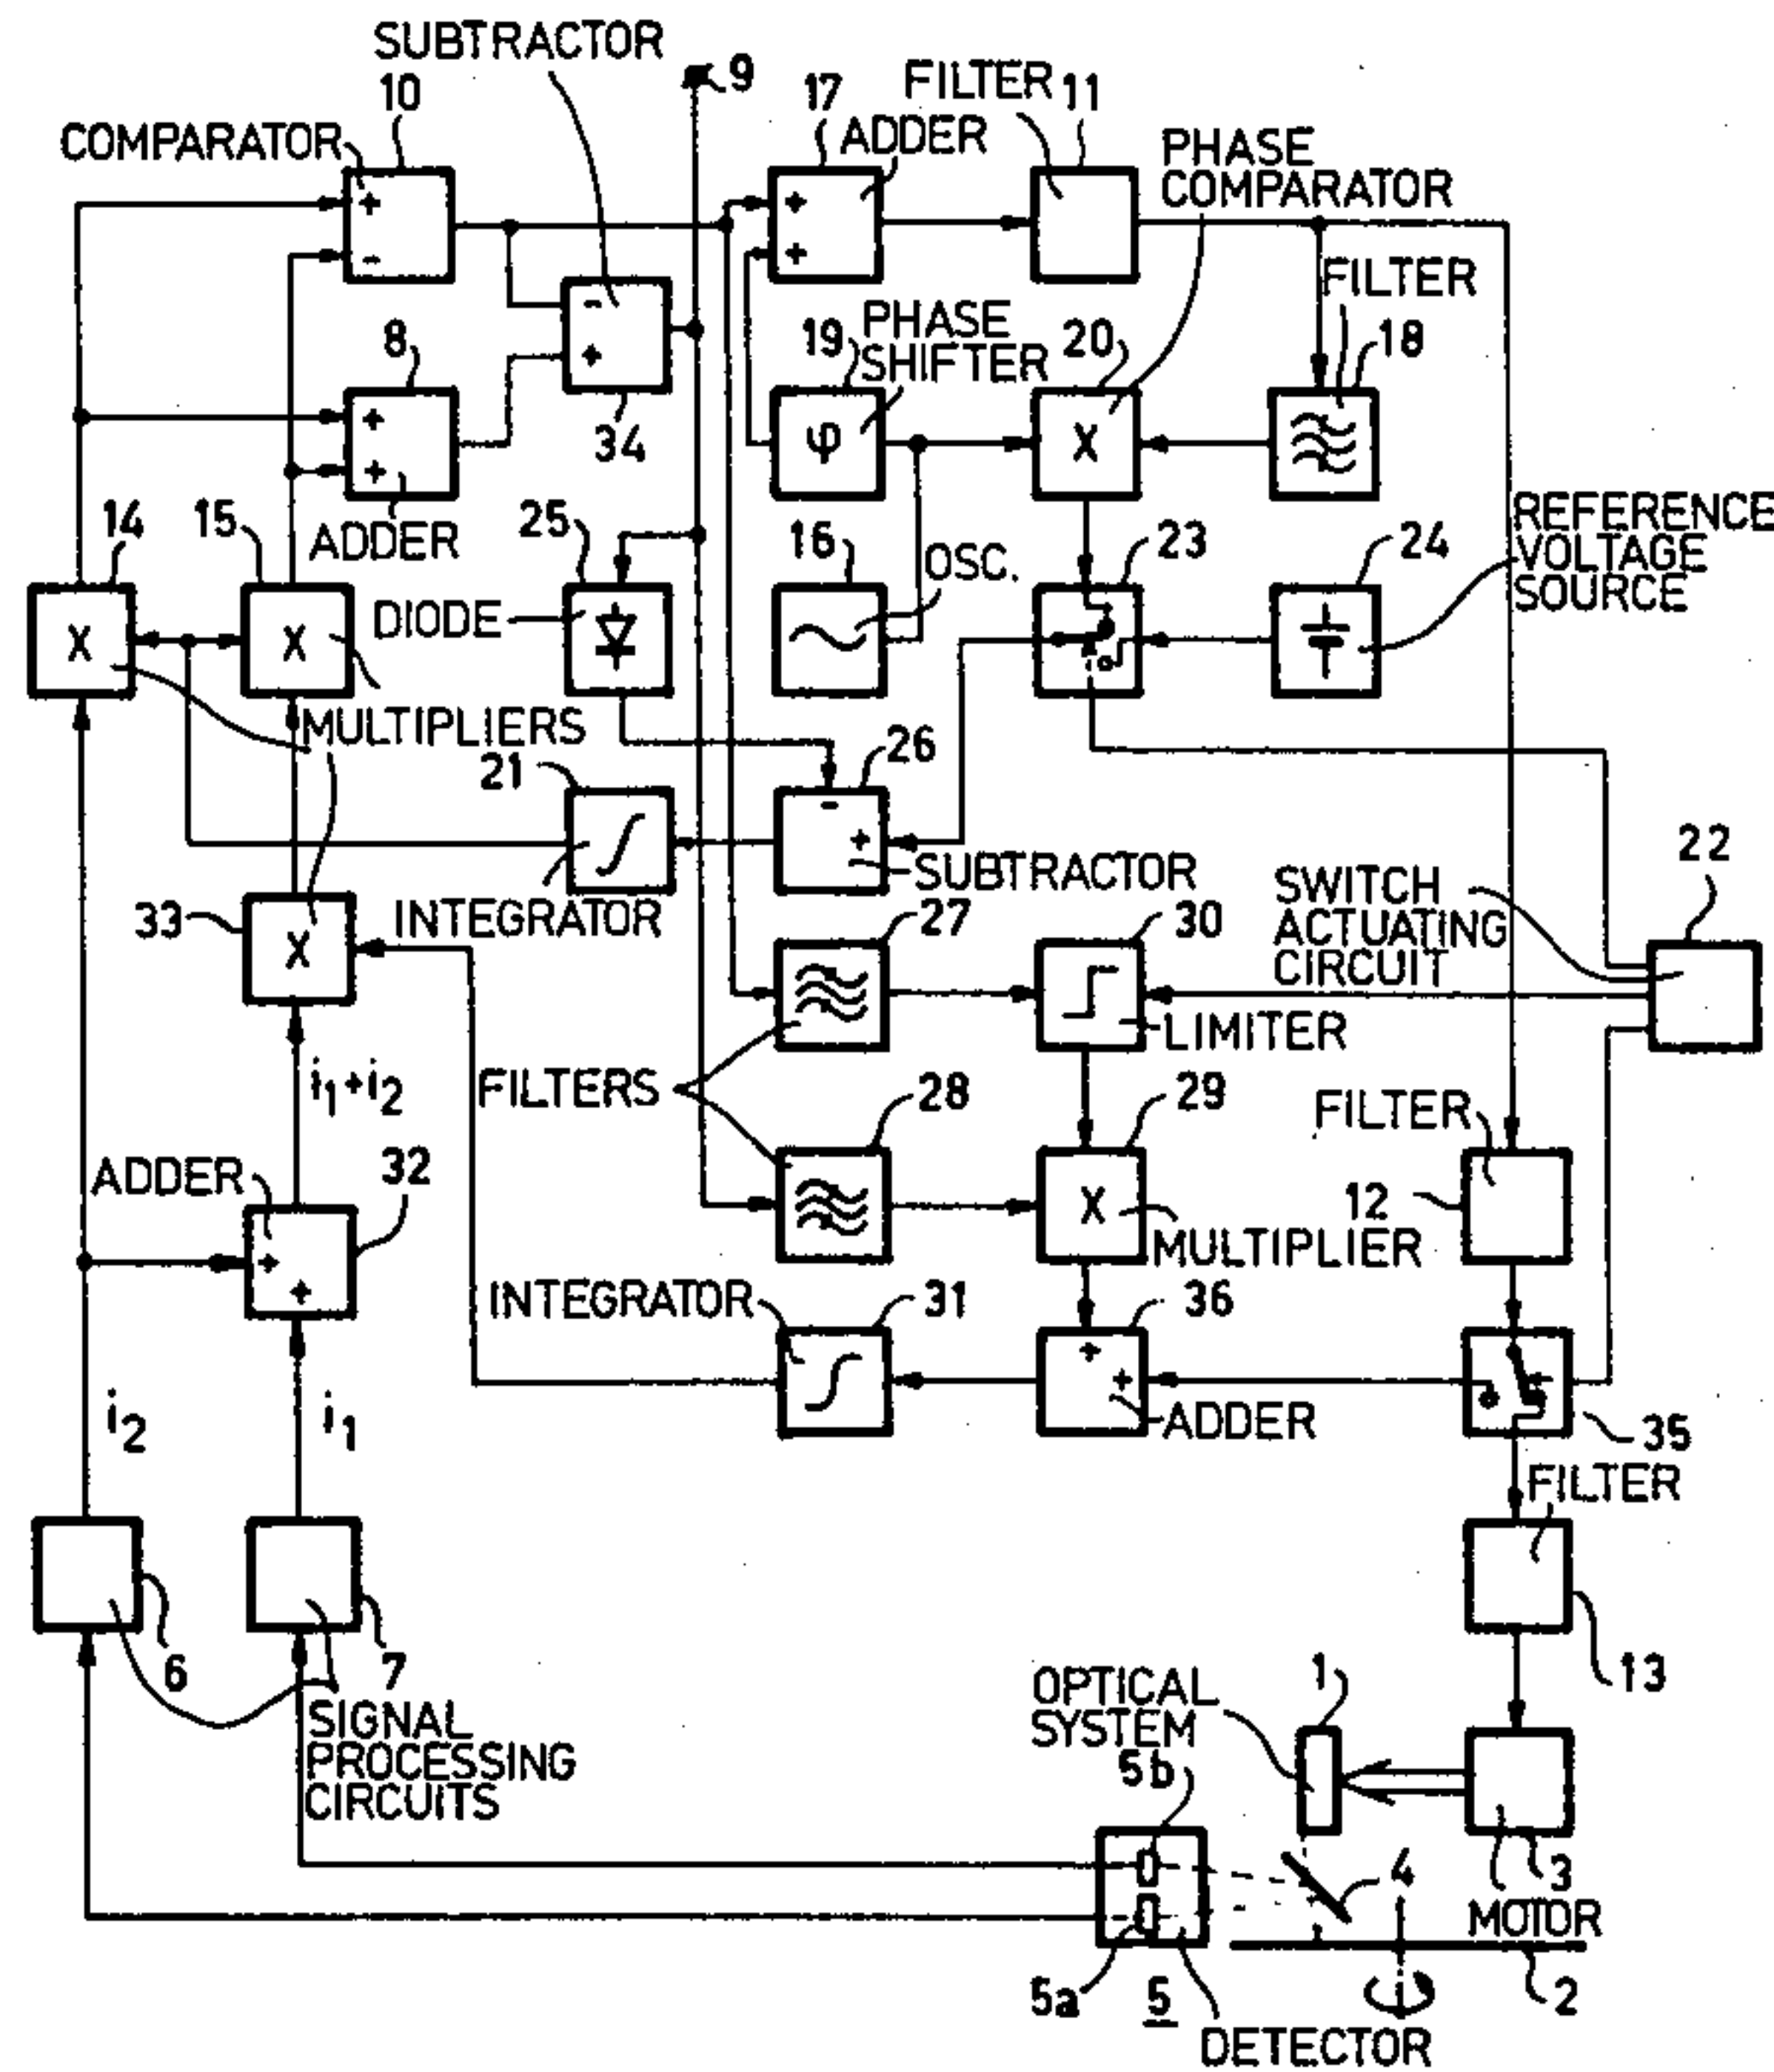 SUBTRACTOR
10
9
17
FILTER
11
COMPARATOR
ADDER
PHASE
COMPARATOR
+
-
+
+
FILTER
-
+
8
34
19
PHASE
SHIFTER
φ
20
X
18
+
+
ADDER
14
15
25
16
OSC.
23
24
REFERENCE
VOLTAGE
SOURCE
X
X
DIODE
MULTIPLIERS
21
26
-
+
SUBTRACTOR
22
INTEGRATOR
33
X
27
30
SWITCH
ACTUATING
CIRCUIT
LIMITER
i1+i2
FILTERS
28
29
X
MULTIPLIER
FILTER
12
ADDER
32
+
+
INTEGRATOR
31
36
+
+
ADDER
35
i2
i1
FILTER
6
7
13
SIGNAL
PROCESSING
CIRCUITS
OPTICAL
SYSTEM
1
5b
3
MOTOR
4
2
5a
5
DETECTOR